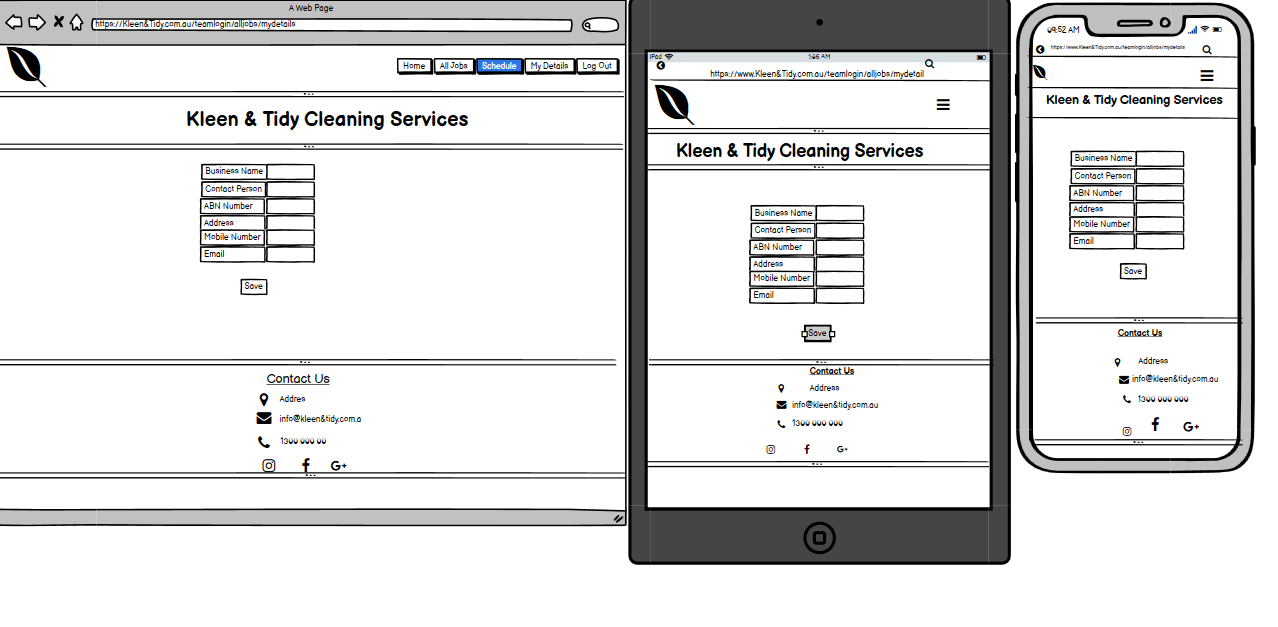 A Web Page
https://Kleen&Tidy.com.au/teamlogin/alljobs/mydetails
Home All Jobs Schedule My Details Log Out
Kleen & Tidy Cleaning Services
Business Name
Contact Person
ABN Number
Address
Mobile Number
Email
Save
Contact Us
Addres
info@kleen&tidy.com.a
1300 000 00
G+
iPad 1:06 AM
https://www.Kleen&Tidy.com.au/teamlogin/alljobs/mydetail
Kleen & Tidy Cleaning Services
Business Name
Contact Person
ABN Number
Address
Mobile Number
Email
Save
Contact Us
Address
info@kleen&tidy.com.au
1300 000 000
G+
09:52 AM
https://www.Kleen&Tidy.com.au/teamlogin/alljobs/mydetails
Kleen & Tidy Cleaning Services
Business Name
Contact Person
ABN Number
Address
Mobile Number
Email
Save
Contact Us
Address
info@kleen&tidy.com.au
1300 000 000
G+